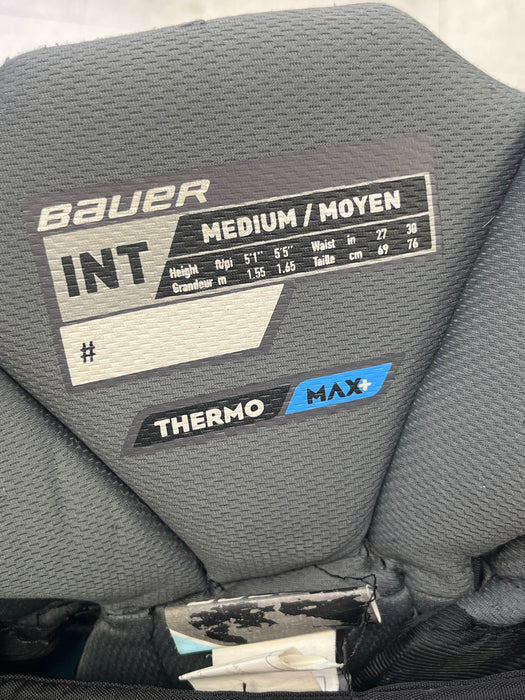 BAUER
INT
MEDIUM / MOYEN
Height ft/pi 5'1" 5'5" Waist in 27 30
Grandeur m 1.55 1.65 Taille cm 69 76
#
THERMO MAX+